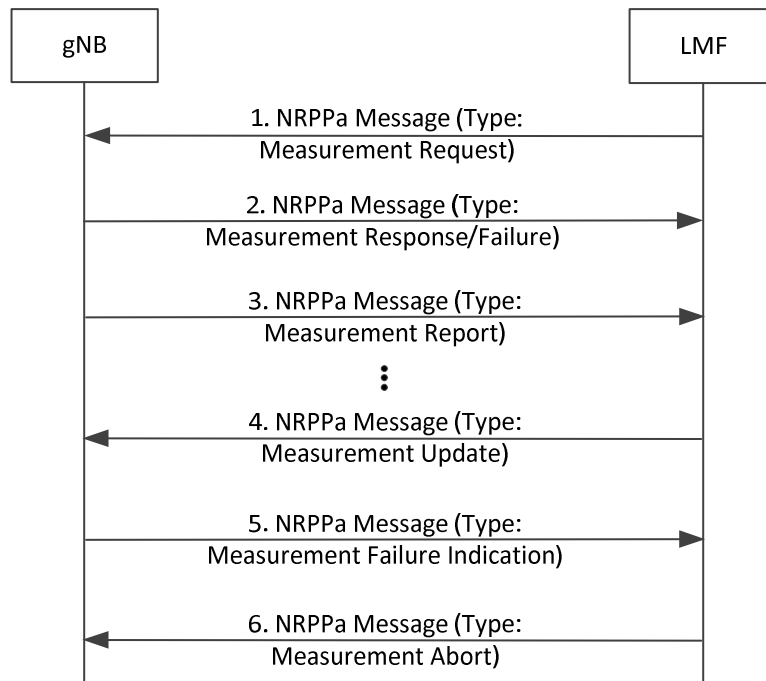 gNB
LMF
1. NRPPa Message (Type:
Measurement Request)
2. NRPPa Message (Type:
Measurement Response/Failure)
3. NRPPa Message (Type:
Measurement Report)
4. NRPPa Message (Type:
Measurement Update)
5. NRPPa Message (Type:
Measurement Failure Indication)
6. NRPPa Message (Type:
Measurement Abort)